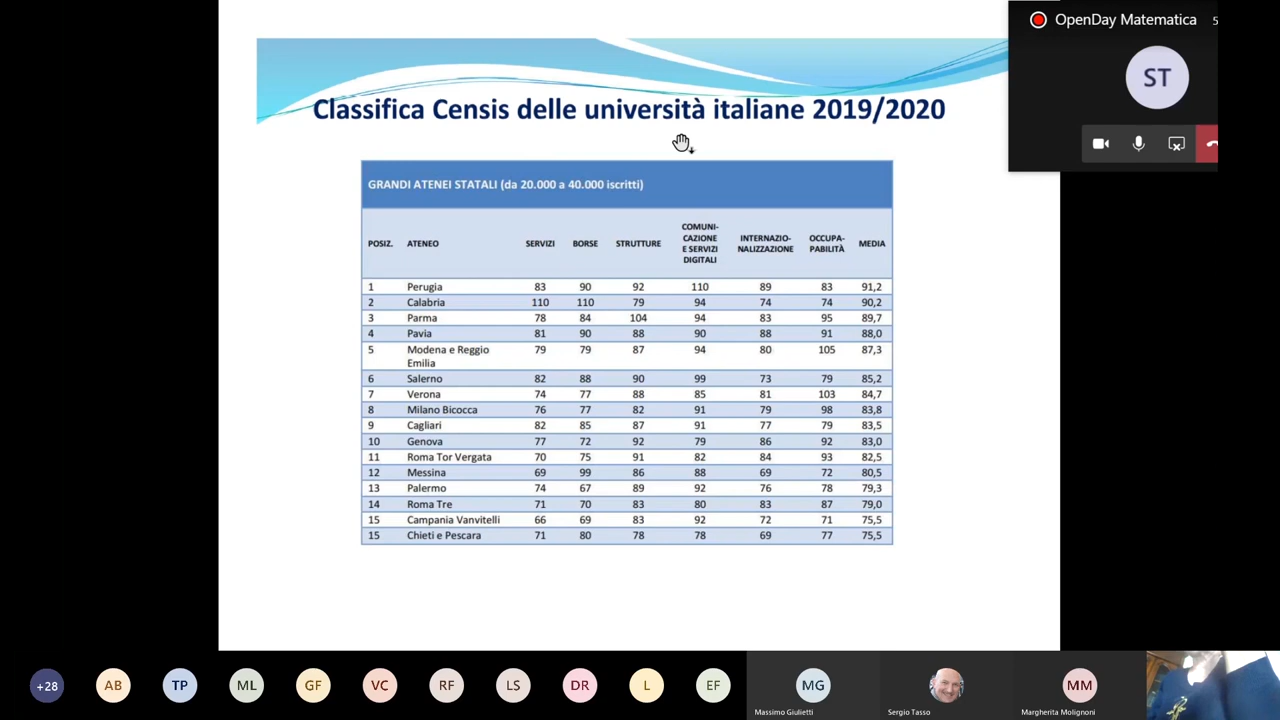 OpenDay Matematica
5
ST
Classifica Censis delle università italiane 2019/2020
GRANDI ATENEI STATALI (da 20.000 a 40.000 iscritti)
POSIZ. ATENEO SERVIZI BORSE STRUTTURE COMUNI-CAZIONE E SERVIZI DIGITALI INTERNAZIO-NALIZZAZIONE OCCUPA-PABILITÀ MEDIA
1 Perugia 83 90 92 110 89 83 91,2
2 Calabria 110 110 79 94 74 74 90,2
3 Parma 78 84 104 94 83 95 89,7
4 Pavia 81 90 88 90 88 91 88,0
5 Modena e Reggio Emilia 79 79 87 94 80 105 87,3
6 Salerno 82 88 90 99 73 79 85,2
7 Verona 74 77 88 85 81 103 84,7
8 Milano Bicocca 76 77 82 91 79 98 83,8
9 Cagliari 82 85 87 91 77 79 83,5
10 Genova 77 72 92 79 86 92 83,0
11 Roma Tor Vergata 70 75 91 82 84 93 82,5
12 Messina 69 99 86 88 69 72 80,5
13 Palermo 74 67 89 92 76 78 79,3
14 Roma Tre 71 70 83 80 83 87 79,0
15 Campania Vanvitelli 66 69 83 92 72 71 75,5
15 Chieti e Pescara 71 80 78 78 69 77 75,5
+28 AB TP ML GF VC RF LS DR L EF MG MM
Massimo Giulietti Sergio Tasso Margherita Molignoni